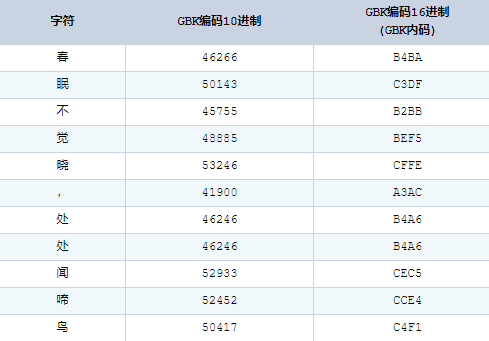 字符 GBK编码10进制 GBK编码16进制
(GBK内码)
春 46266 B4BA
眠 50143 C3DF
不 45755 B2BB
觉 48885 BEF5
晓 53246 CFFE
， 41900 A3AC
处 46246 B4A6
处 46246 B4A6
闻 52933 CEC5
啼 52452 CCE4
鸟 50417 C4F1